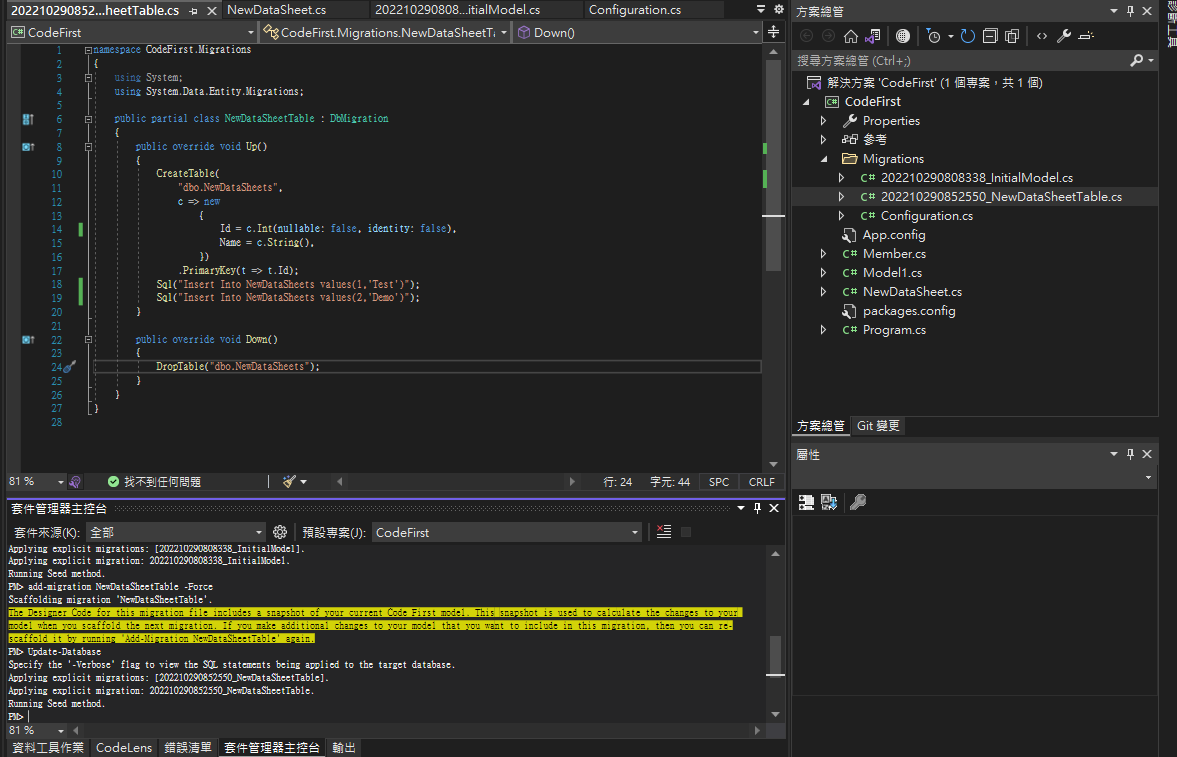 202210290852...heetTable.cs
NewDataSheet.cs
202210290808...itialModel.cs
Configuration.cs
CodeFirst
CodeFirst.Migrations.NewDataSheetTa
Down()
1 namespace CodeFirst.Migrations
2 {
3 using System;
4 using System.Data.Entity.Migrations;
5
6 public partial class NewDataSheetTable : DbMigration
7 {
8 public override void Up()
9 {
10 CreateTable(
11 "dbo.NewDataSheets",
12 c => new
13 {
14 Id = c.Int(nullable: false, identity: false),
15 Name = c.String(),
16 })
17 .PrimaryKey(t => t.Id);
18 Sql("Insert Into NewDataSheets values(1,'Test')");
19 Sql("Insert Into NewDataSheets values(2,'Demo')");
20 }
21
22 public override void Down()
23 {
24 DropTable("dbo.NewDataSheets");
25 }
26 }
27 }
28
81 %
找不到任何問題
行: 24
字元: 44
SPC
CRLF
套件管理器主控台
套件來源(K): 全部
預設專案(J): CodeFirst
Applying explicit migrations: [202210290808338_InitialModel].
Applying explicit migration: 202210290808338_InitialModel.
Running Seed method.
PM> add-migration NewDataSheetTable -Force
Scaffolding migration 'NewDataSheetTable'.
The Designer Code for this migration file includes a snapshot of your current Code First model. This snapshot is used to calculate the changes to your
model when you scaffold the next migration. If you make additional changes to your model that you want to include in this migration, then you can re-
scaffold it by running 'Add-Migration NewDataSheetTable' again.
PM> Update-Database
Specify the '-Verbose' flag to view the SQL statements being applied to the target database.
Applying explicit migrations: [202210290852550_NewDataSheetTable].
Applying explicit migration: 202210290852550_NewDataSheetTable.
Running Seed method.
PM>
81 %
資料工具作業
CodeLens
錯誤清單
套件管理器主控台
輸出
方案總管
搜尋方案總管 (Ctrl+;)
解決方案 'CodeFirst' (1 個專案，共 1 個)
CodeFirst
Properties
參考
Migrations
C# 202210290808338_InitialModel.cs
C# 202210290852550_NewDataSheetTable.cs
C# Configuration.cs
App.config
C# Member.cs
C# Model1.cs
C# NewDataSheet.cs
packages.config
C# Program.cs
方案總管
Git 變更
屬性